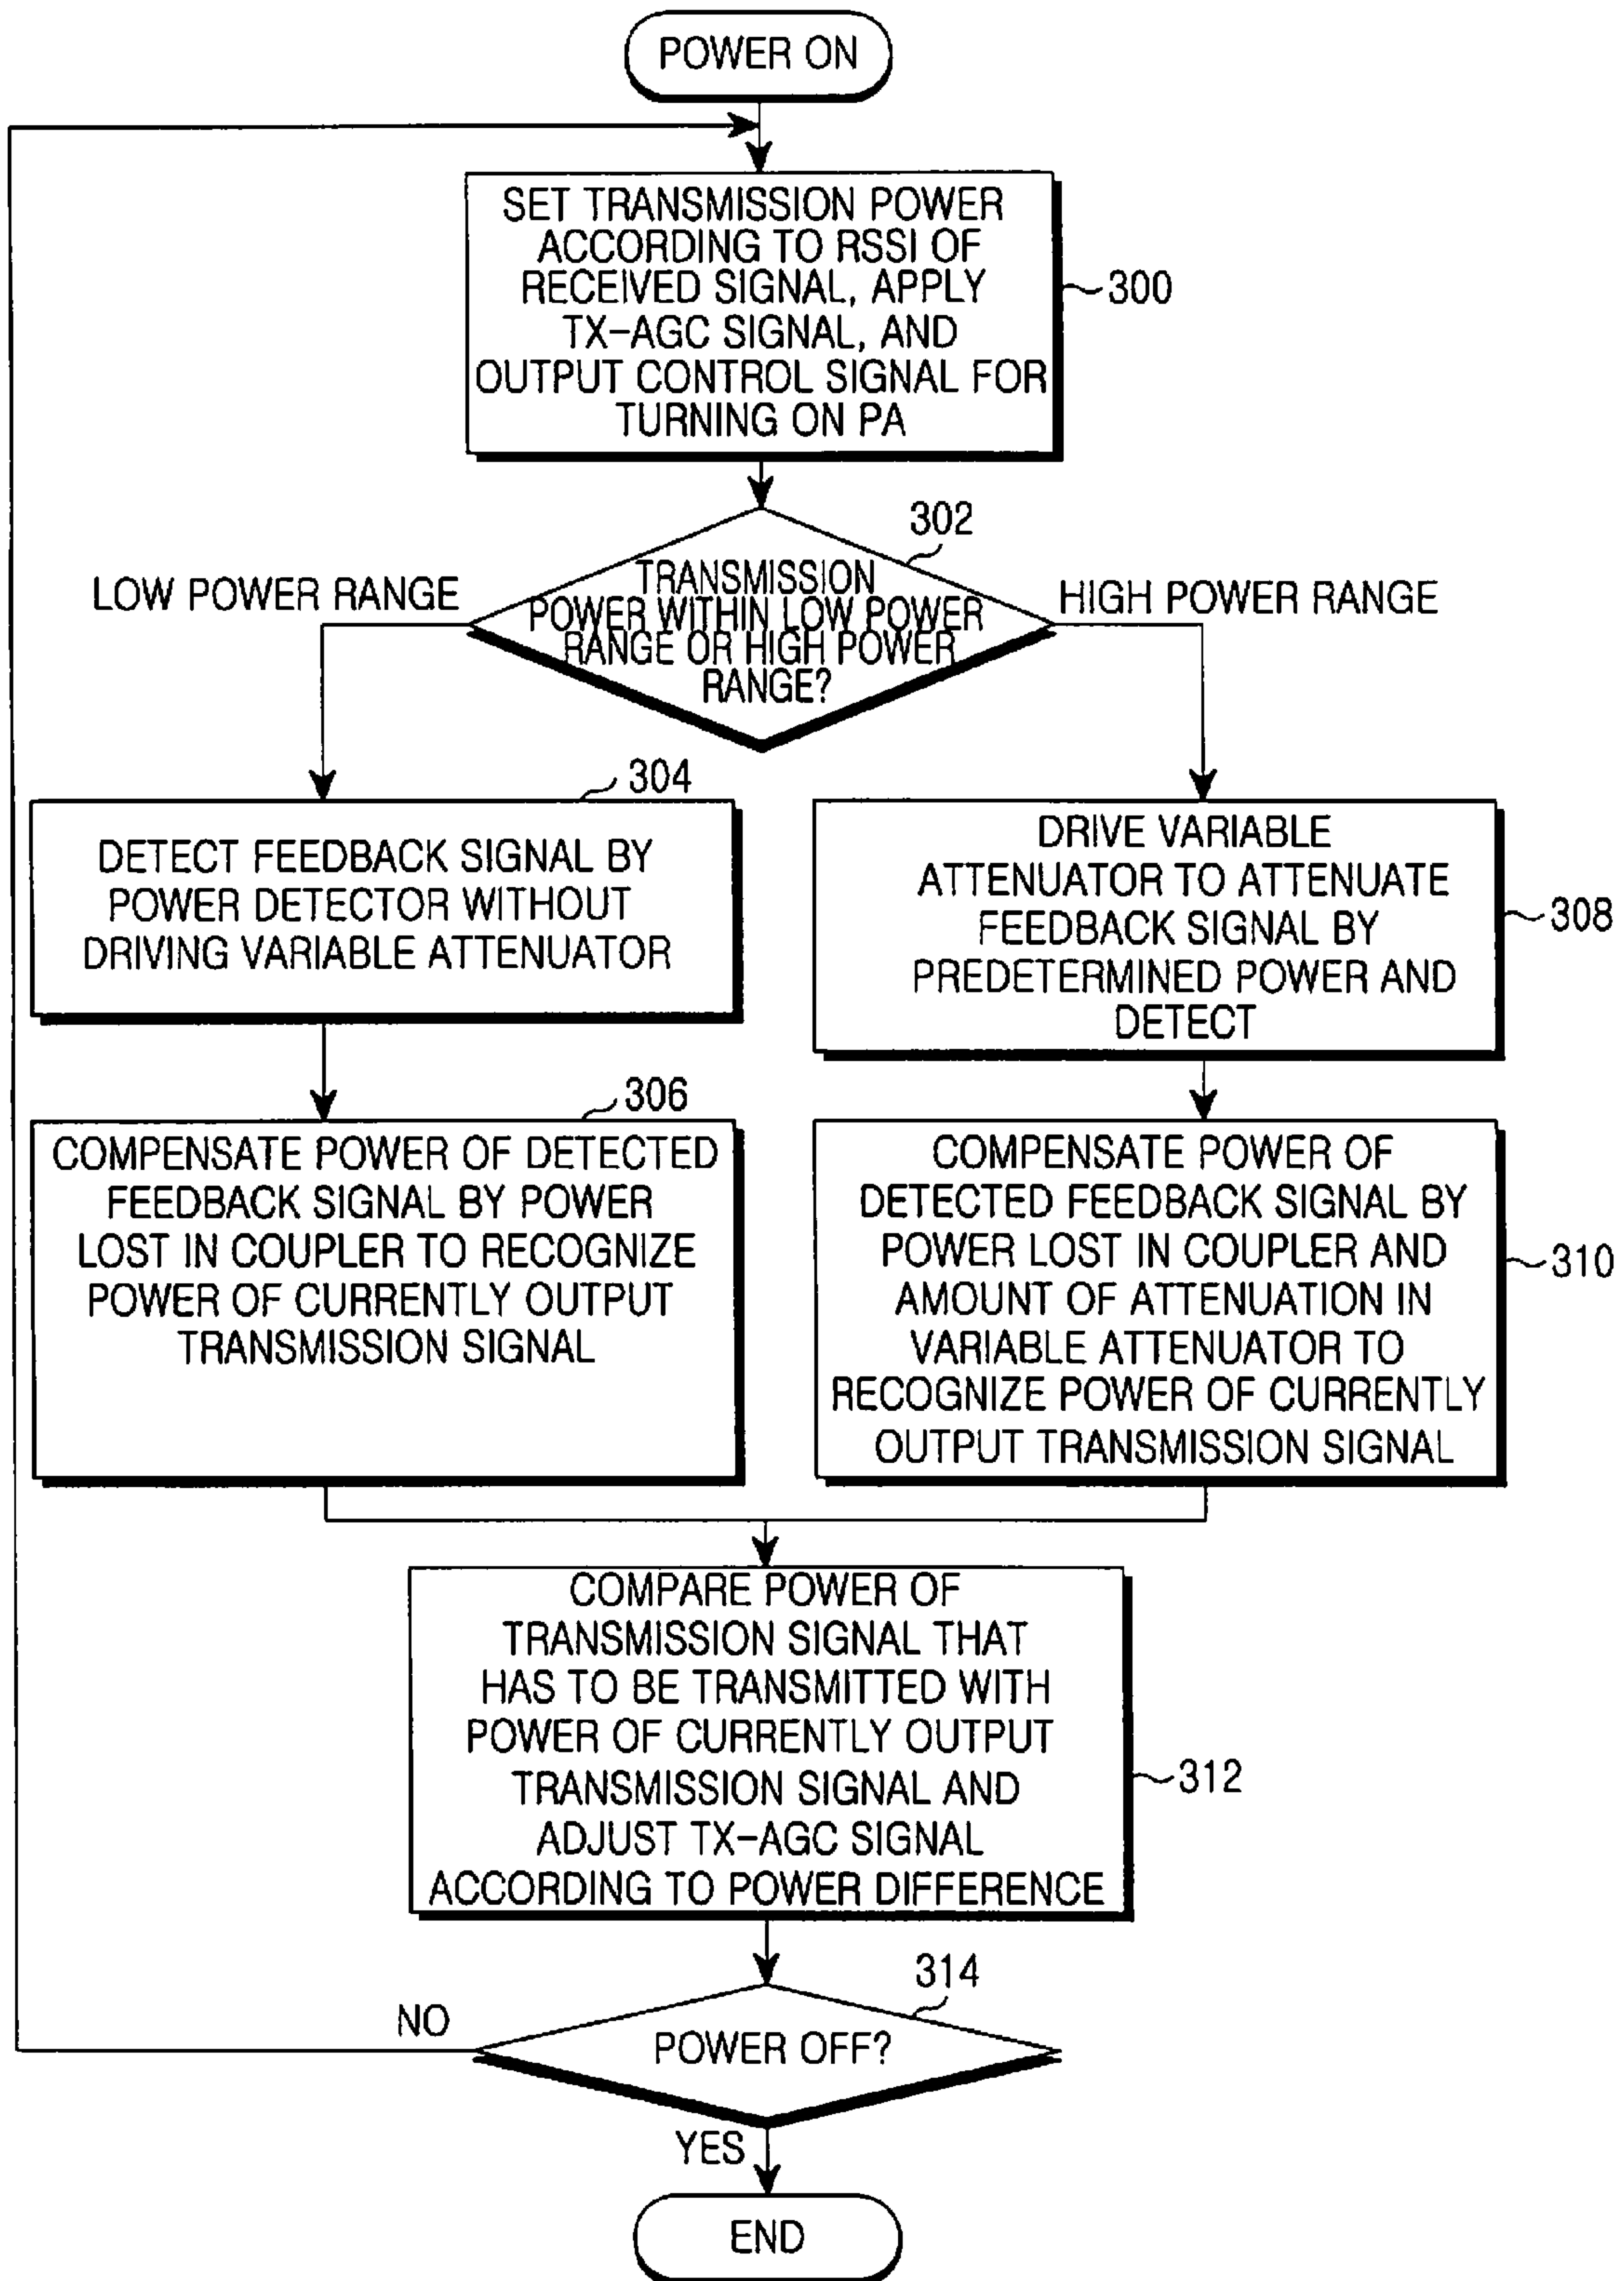 POWER ON
SET TRANSMISSION POWER
ACCORDING TO RSSI OF
RECEIVED SIGNAL, APPLY
TX-AGC SIGNAL, AND
OUTPUT CONTROL SIGNAL FOR
TURNING ON PA
300
302
TRANSMISSION
POWER WITHIN LOW POWER
RANGE OR HIGH POWER
RANGE?
LOW POWER RANGE
HIGH POWER RANGE
304
DETECT FEEDBACK SIGNAL BY
POWER DETECTOR WITHOUT
DRIVING VARIABLE ATTENUATOR
DRIVE VARIABLE
ATTENUATOR TO ATTENUATE
FEEDBACK SIGNAL BY
PREDETERMINED POWER AND
DETECT
308
306
COMPENSATE POWER OF DETECTED
FEEDBACK SIGNAL BY POWER
LOST IN COUPLER TO RECOGNIZE
POWER OF CURRENTLY OUTPUT
TRANSMISSION SIGNAL
COMPENSATE POWER OF
DETECTED FEEDBACK SIGNAL BY
POWER LOST IN COUPLER AND
AMOUNT OF ATTENUATION IN
VARIABLE ATTENUATOR TO
RECOGNIZE POWER OF CURRENTLY
OUTPUT TRANSMISSION SIGNAL
310
COMPARE POWER OF
TRANSMISSION SIGNAL THAT
HAS TO BE TRANSMITTED WITH
POWER OF CURRENTLY OUTPUT
TRANSMISSION SIGNAL AND
ADJUST TX-AGC SIGNAL
ACCORDING TO POWER DIFFERENCE
312
314
NO
POWER OFF?
YES
END